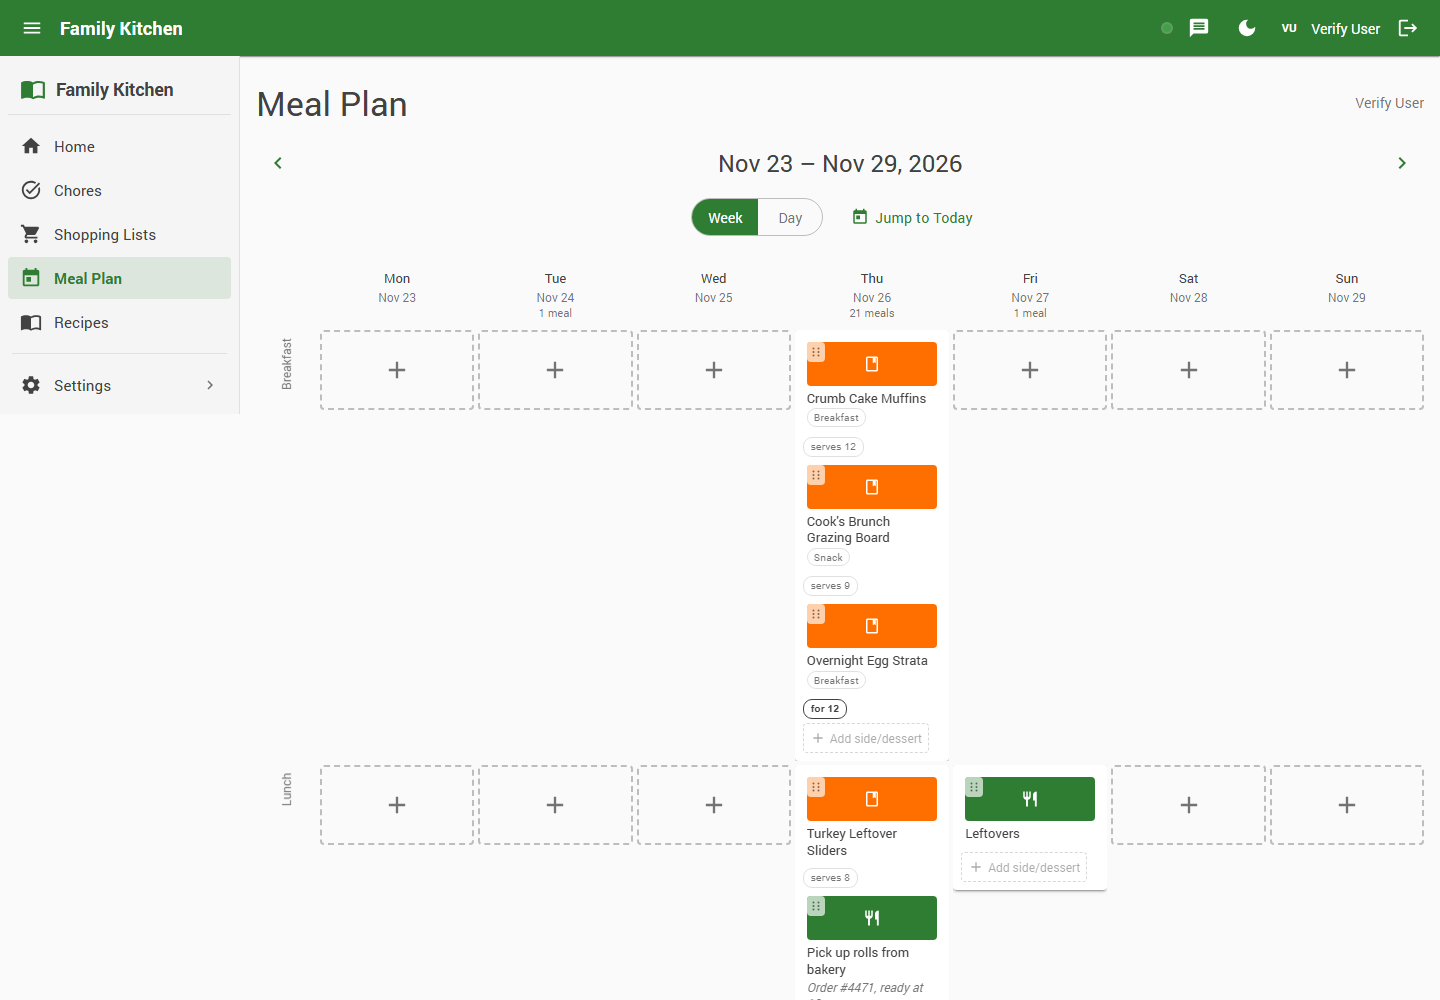 Family Kitchen
VU
Verify User
Family Kitchen
Home
Chores
Shopping Lists
Meal Plan
Recipes
Settings
Meal Plan
Verify User
Nov 23 – Nov 29, 2026
Week
Day
Jump to Today
Mon
Nov 23
Tue
Nov 24
1 meal
Wed
Nov 25
Thu
Nov 26
21 meals
Fri
Nov 27
1 meal
Sat
Nov 28
Sun
Nov 29
Breakfast
Crumb Cake Muffins
Breakfast
serves 12
Cook's Brunch
Grazing Board
Snack
serves 9
Overnight Egg Strata
Breakfast
for 12
Add side/dessert
Lunch
Turkey Leftover
Sliders
serves 8
Pick up rolls from
bakery
Order #4471, ready at
Leftovers
Add side/dessert